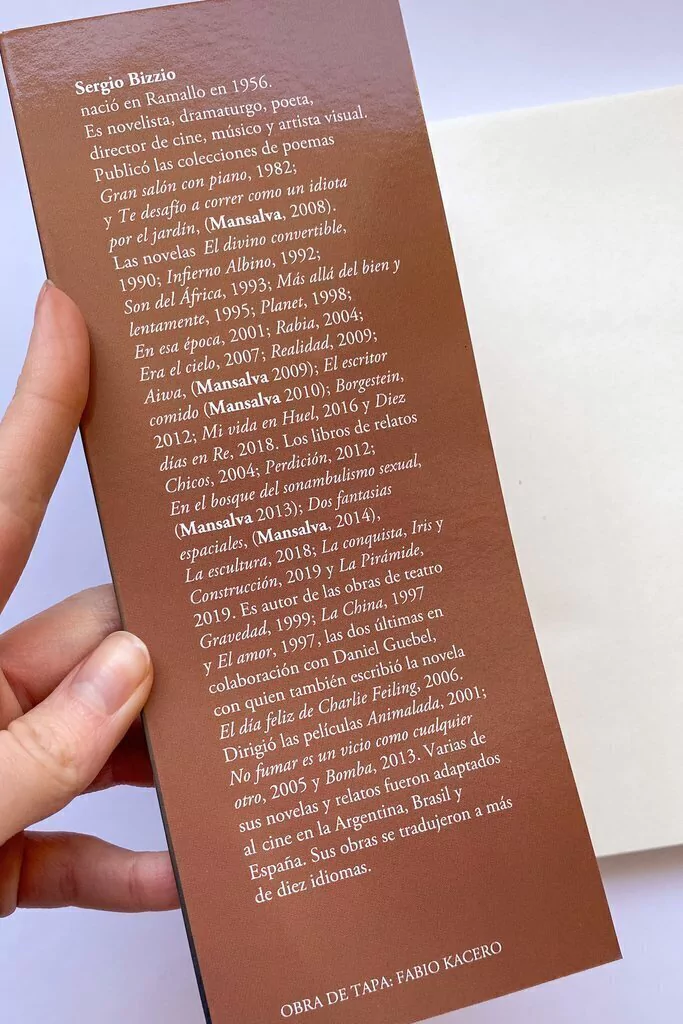 Sergio Bizzio
nació en Ramallo en 1956.
Es novelista, dramaturgo, poeta,
director de cine, músico y artista visual.
Publicó las colecciones de poemas
Gran salón con piano, 1982;
y Te desafío a correr como un idiota
por el jardín, (Mansalva, 2008).
Las novelas El divino convertible,
1990; Infierno Albino, 1992;
Son del África, 1993; Más allá del bien y
lentamente, 1995; Planet, 1998;
En esa época, 2001; Rabia, 2004;
Era el cielo, 2007; Realidad, 2009;
Aiwa, (Mansalva 2009); El escritor
comido (Mansalva 2010); Borgestein,
2012; Mi vida en Huel, 2016 y Diez
días en Re, 2018. Los libros de relatos
Chicos, 2004; Perdición, 2012;
En el bosque del sonambulismo sexual,
(Mansalva 2013); Dos fantasías
espaciales, (Mansalva, 2014),
La escultura, 2018; La conquista, Iris y
Construcción, 2019 y La Pirámide,
2019. Es autor de las obras de teatro
Gravedad, 1999; La China, 1997
y El amor, 1997, las dos últimas en
colaboración con Daniel Guebel,
con quien también escribió la novela
El día feliz de Charlie Feiling, 2006.
Dirigió las películas Animalada, 2001;
No fumar es un vicio como cualquier
otro, 2005 y Bomba, 2013. Varias de
sus novelas y relatos fueron adaptados
al cine en la Argentina, Brasil y
España. Sus obras se tradujeron a más
de diez idiomas.
OBRA DE TAPA: FABIO KACERO